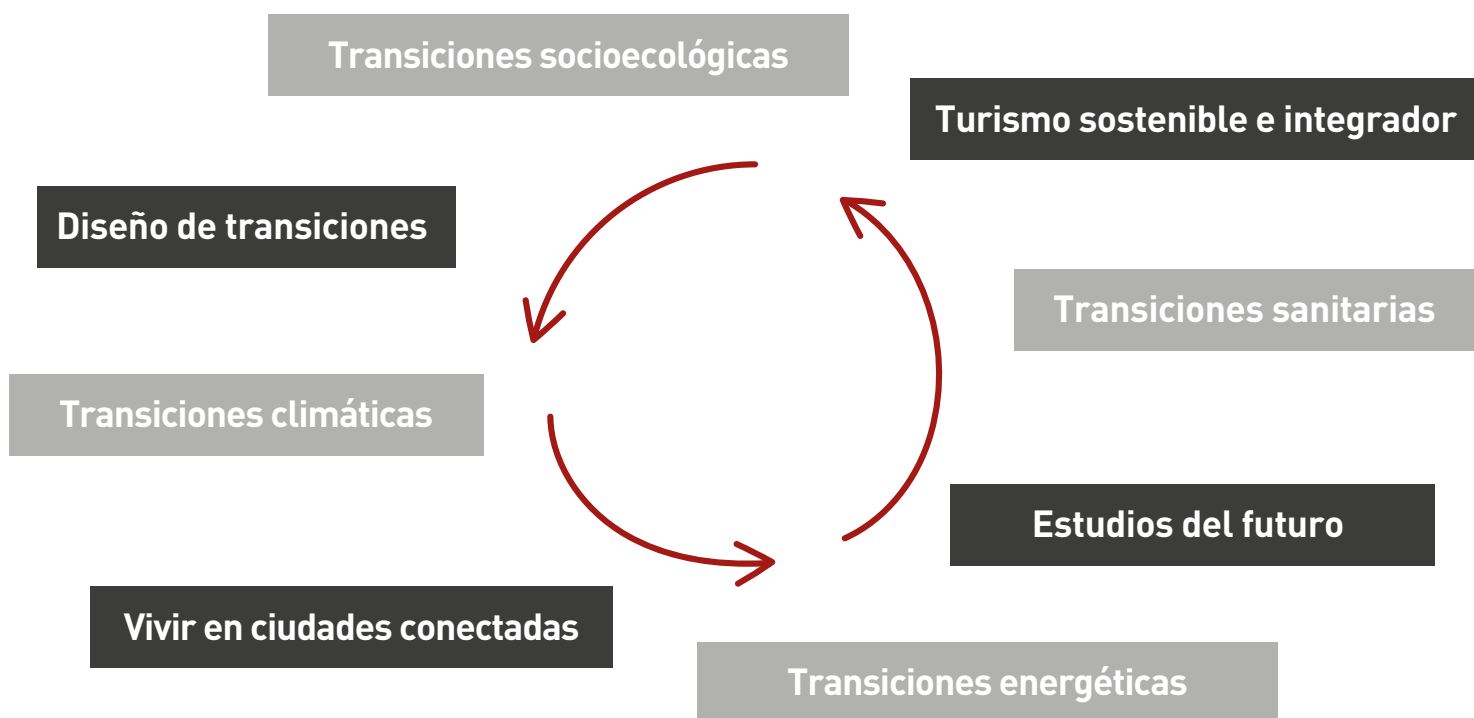 Transiciones socioecológicas
Turismo sostenible e integrador
Diseño de transiciones
Transiciones sanitarias
Transiciones climáticas
Estudios del futuro
Vivir en ciudades conectadas
Transiciones energéticas